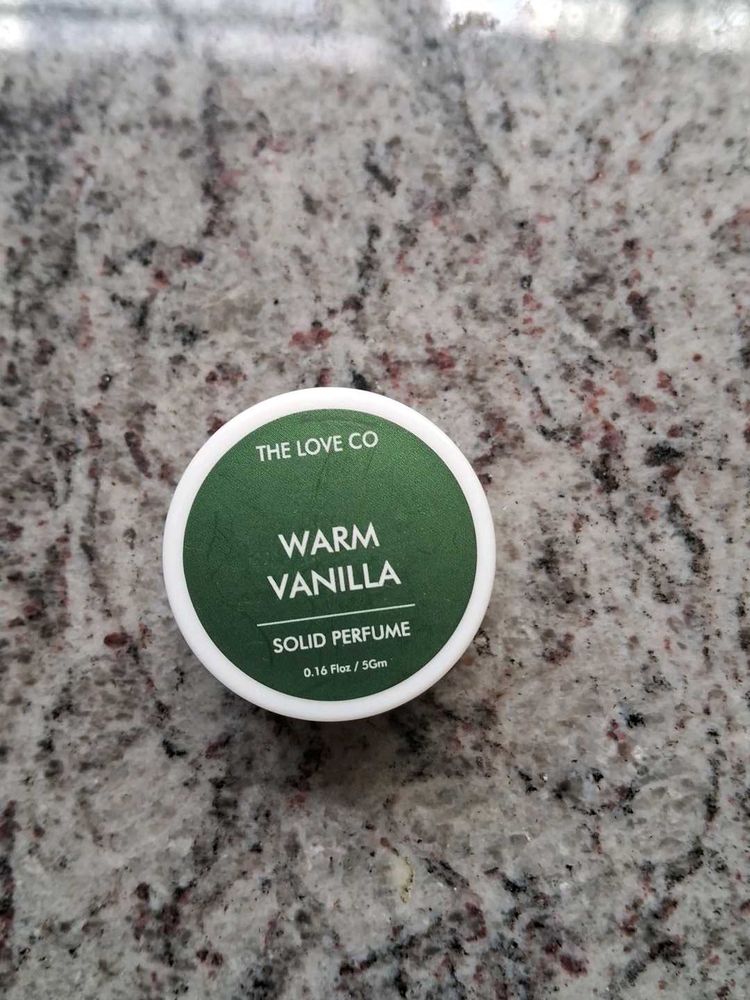 THE LOVE CO
WARM
VANILLA
SOLID PERFUME
0.16 Floz / 5Gm